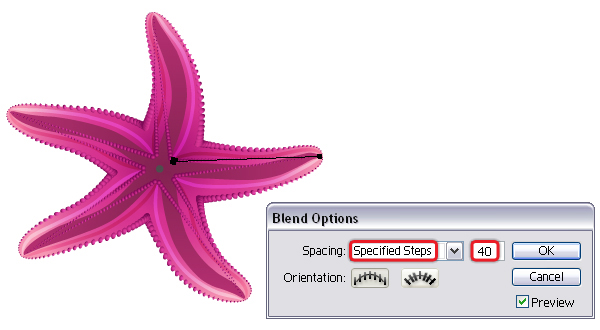 Blend Options
Spacing: Specified Steps 40 OK
Orientation: Cancel
Preview